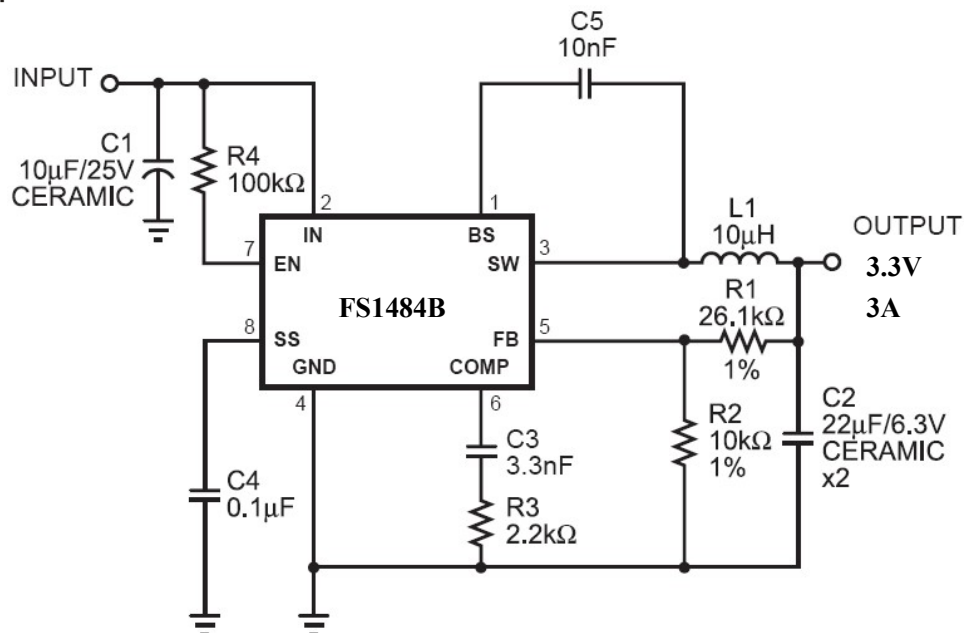 C5
10nF
INPUT
C1
10μF/25V
CERAMIC
R4
100kΩ
2
1
IN
BS
L1
10μH
OUTPUT
7
EN
SW
3
3.3V
FS1484B
R1
26.1kΩ
3A
8
SS
FB
5
1%
GND
COMP
4
6
C2
22μF/6.3V
CERAMIC
x2
R2
10kΩ
1%
C3
3.3nF
C4
0.1μF
R3
2.2kΩ